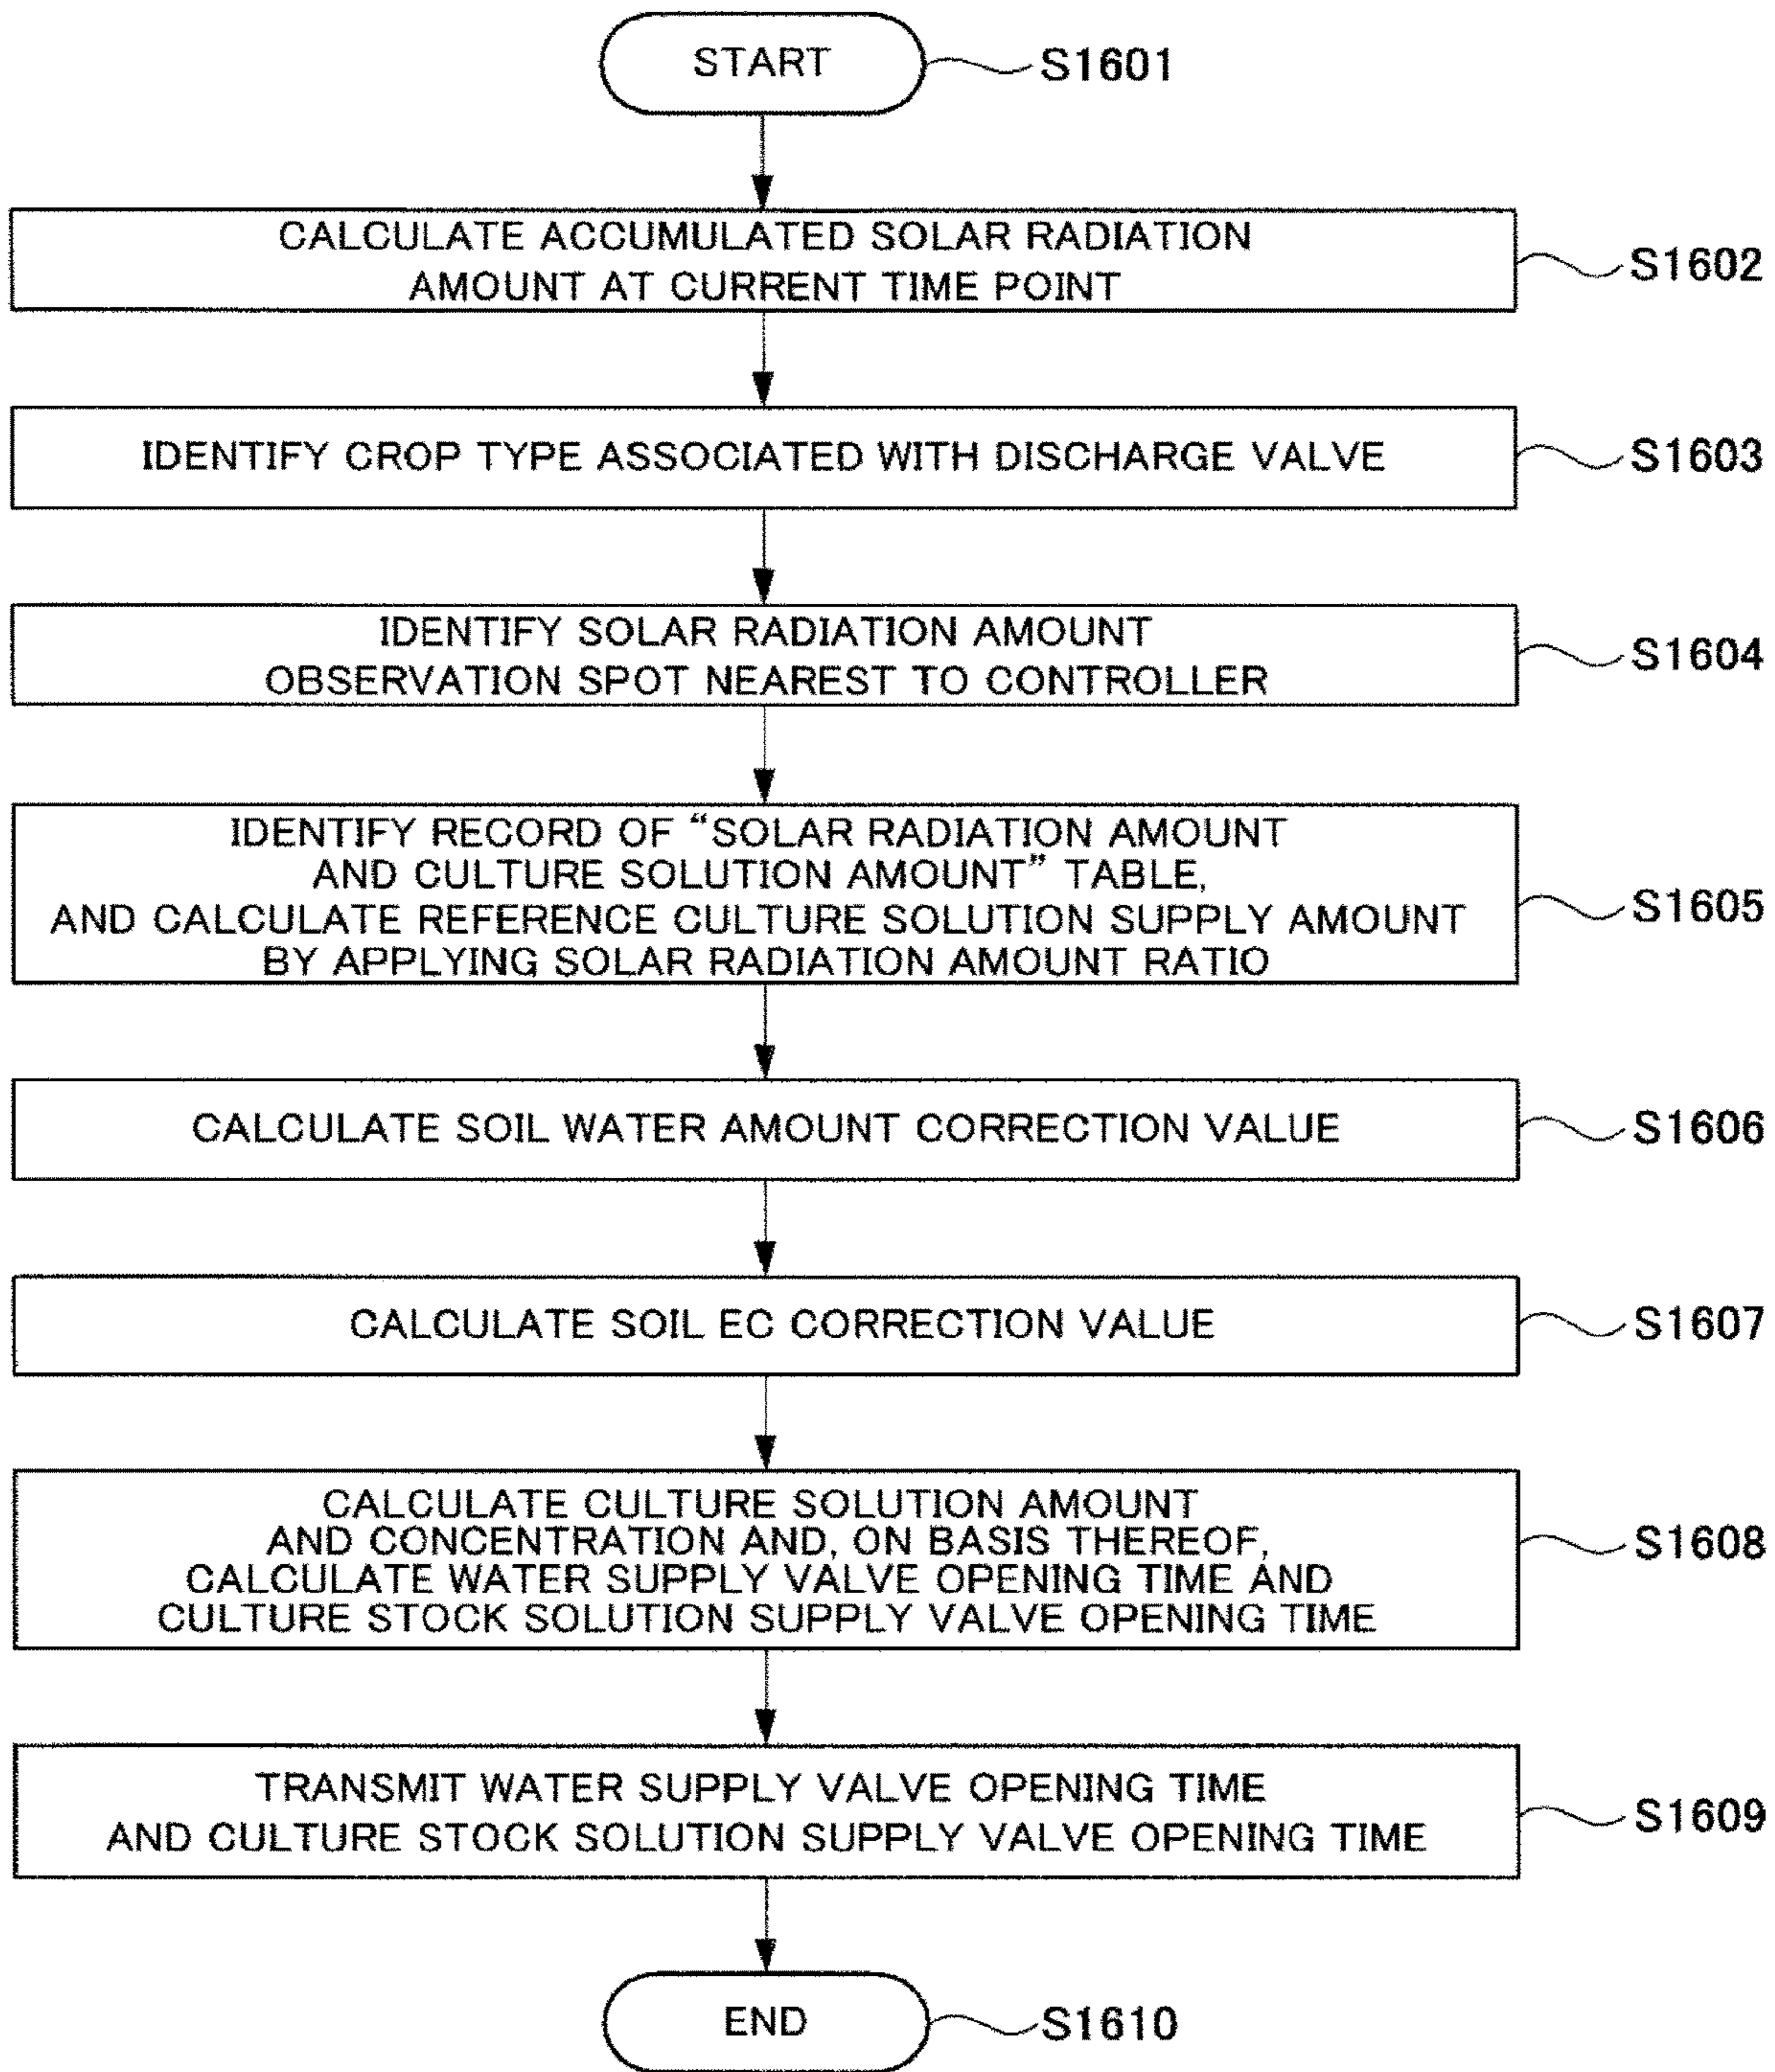 START
S1601
CALCULATE ACCUMULATED SOLAR RADIATION
AMOUNT AT CURRENT TIME POINT
S1602
IDENTIFY CROP TYPE ASSOCIATED WITH DISCHARGE VALVE
S1603
IDENTIFY SOLAR RADIATION AMOUNT
OBSERVATION SPOT NEAREST TO CONTROLLER
S1604
IDENTIFY RECORD OF “SOLAR RADIATION AMOUNT
AND CULTURE SOLUTION AMOUNT” TABLE,
AND CALCULATE REFERENCE CULTURE SOLUTION SUPPLY AMOUNT
BY APPLYING SOLAR RADIATION AMOUNT RATIO
S1605
CALCULATE SOIL WATER AMOUNT CORRECTION VALUE
S1606
CALCULATE SOIL EC CORRECTION VALUE
S1607
CALCULATE CULTURE SOLUTION AMOUNT
AND CONCENTRATION AND, ON BASIS THEREOF,
CALCULATE WATER SUPPLY VALVE OPENING TIME AND
CULTURE STOCK SOLUTION SUPPLY VALVE OPENING TIME
S1608
TRANSMIT WATER SUPPLY VALVE OPENING TIME
AND CULTURE STOCK SOLUTION SUPPLY VALVE OPENING TIME
S1609
END
S1610